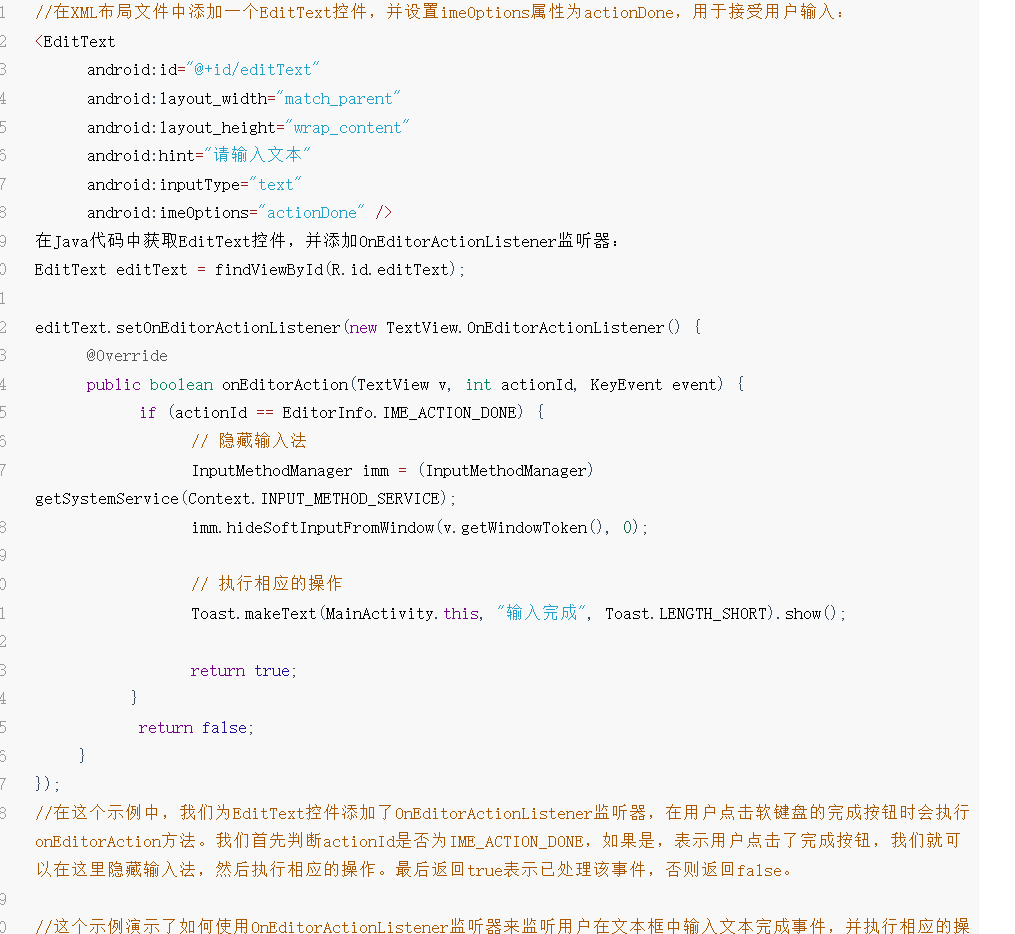 1 //在XML布局文件中添加一个EditText控件，并设置imeOptions属性为actionDone，用于接受用户输入：
2 <EditText
3 android:id="@+id/editText"
4 android:layout_width="match_parent"
5 android:layout_height="wrap_content"
6 android:hint="请输入文本"
7 android:inputType="text"
8 android:imeOptions="actionDone" />
9 在Java代码中获取EditText控件，并添加OnEditorActionListener监听器：
0 EditText editText = findViewById(R.id.editText);
1
2 editText.setOnEditorActionListener(new TextView.OnEditorActionListener() {
3 @Override
4 public boolean onEditorAction(TextView v, int actionId, KeyEvent event) {
5 if (actionId == EditorInfo.IME_ACTION_DONE) {
6 // 隐藏输入法
7 InputMethodManager imm = (InputMethodManager)
getSystemService(Context.INPUT_METHOD_SERVICE);
8 imm.hideSoftInputFromWindow(v.getWindowToken(), 0);
9
0 // 执行相应的操作
1 Toast.makeText(MainActivity.this, "输入完成", Toast.LENGTH_SHORT).show();
2
3 return true;
4 }
5 return false;
6 }
7 });
8 //在这个示例中，我们为EditText控件添加了OnEditorActionListener监听器，在用户点击软键盘的完成按钮时会执行
onEditorAction方法。我们首先判断actionId是否为IME_ACTION_DONE，如果是，表示用户点击了完成按钮，我们就可
以在这里隐藏输入法，然后执行相应的操作。最后返回true表示已处理该事件，否则返回false。
9
0 //这个示例演示了如何使用OnEditorActionListener监听器来监听用户在文本框中输入文本完成事件，并执行相应的操